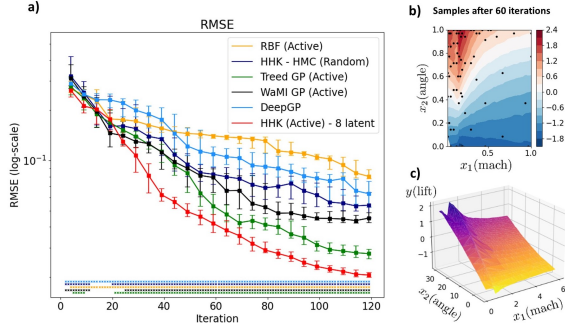 a)
RMSE
RBF (Active)
HHK - HMC (Random)
Treed GP (Active)
WaMI GP (Active)
DeepGP
HHK (Active) - 8 latent
RMSE (log-scale)
10⁻¹
0 20 40 60 80 100 120
Iteration
b) Samples after 60 iterations
x₂(angle)
1.0
0.8
0.6
0.4
0.2
0.0
0.0 0.5 1.0
x₁(mach)
2.4
1.8
1.2
0.6
0.0
−0.6
−1.2
−1.8
c)
y(lift)
2
1
0
−1
30
20
10
0
x₂(angle)
0 2 4 6
x₁(mach)